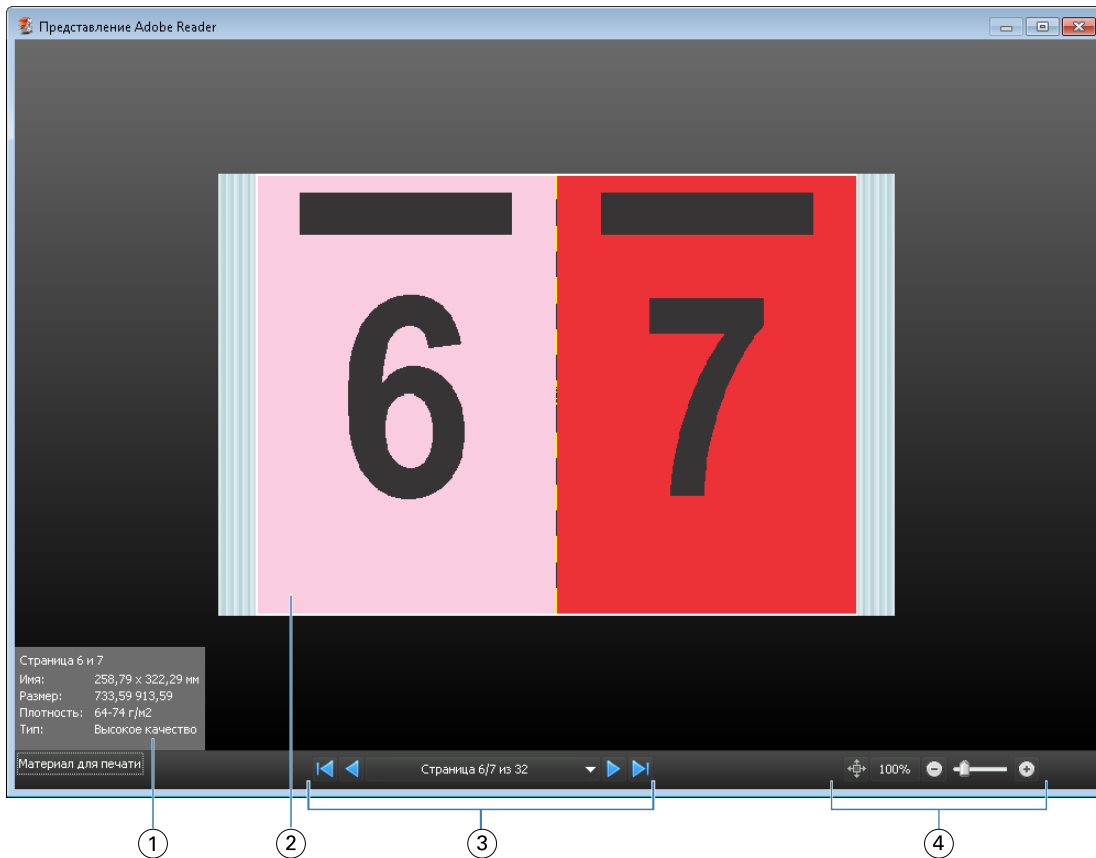 Представление Adobe Reader
6
7
Страница 6 и 7
Имя: 258,79 x 322,29 мм
Размер: 733,59 913,59
Плотность: 64-74 г/м2
Тип: Высокое качество
Материал для печати
Страница 6/7 из 32
100%
1
2
3
4